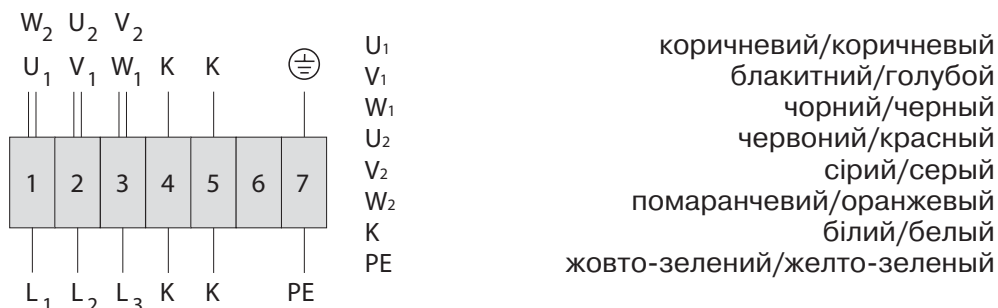 W2 U2 V2
U1 V1 W1 K K
1 2 3 4 5 6 7
L1 L2 L3 K K PE
U1 коричневий/коричневый
V1 блакитний/голубой
W1 чорний/черный
U2 червоний/красный
V2 сірий/серый
W2 помаранчевий/оранжевый
K білий/белый
PE жовто-зелений/желто-зеленый